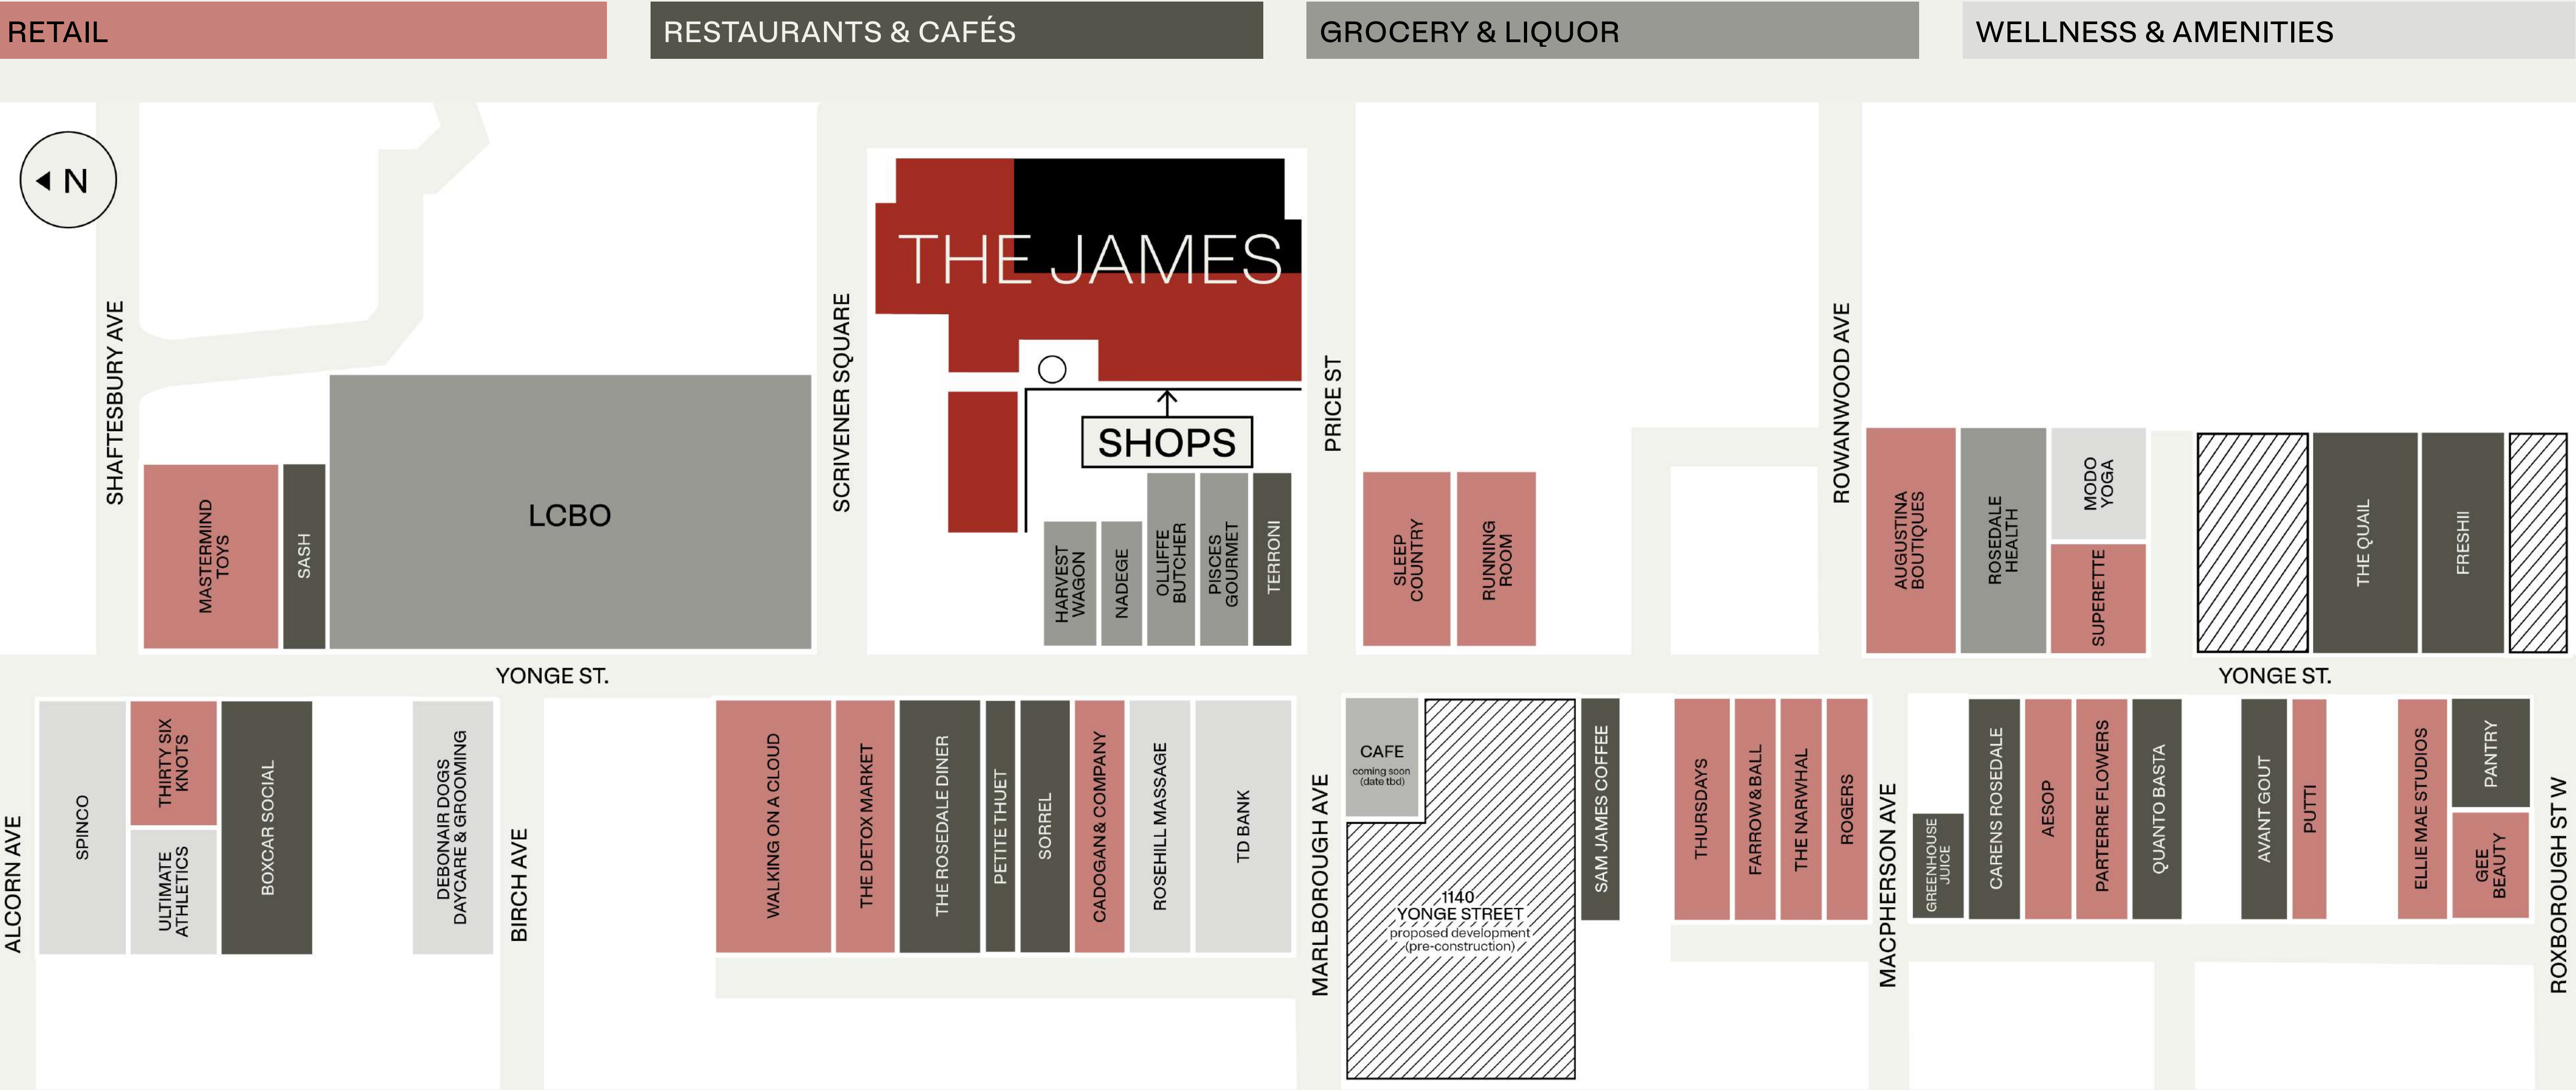 RETAIL
RESTAURANTS & CAFÉS
GROCERY & LIQUOR
WELLNESS & AMENITIES
N
SHAFTESBURY AVE
MASTERMIND
TOYS
SASH
LCBO
SCRIVENER SQUARE
THE JAMES
SHOPS
HARVEST
WAGON
NADEGE
OLLIFFE
BUTCHER
PISCES
GOURMET
TERRONI
PRICE ST
SLEEP
COUNTRY
RUNNING
ROOM
ROWANWOOD AVE
AUGUSTINA
BOUTIQUES
ROSEDALE
HEALTH
MODO
YOGA
SUPERETTE
THE QUAIL
FRESHII
YONGE ST.
YONGE ST.
ALCORN AVE
SPINCO
THIRTY SIX
KNOTS
ULTIMATE
ATHLETICS
BOXCAR SOCIAL
DEBONAIR DOGS
DAYCARE & GROOMING
BIRCH AVE
WALKING ON A CLOUD
THE DETOX MARKET
THE ROSEDALE DINER
PETITE THUET
SORREL
CADOGAN & COMPANY
ROSEHILL MASSAGE
TD BANK
MARLBOROUGH AVE
CAFE
coming soon
(date tbd)
1140
YONGE STREET
proposed development
(pre-construction)
SAM JAMES COFFEE
THURSDAYS
FARROW & BALL
THE NARWHAL
ROGERS
MACPHERSON AVE
GREENHOUSE
JUICE
CARENS ROSEDALE
AESOP
PARTERRE FLOWERS
QUANTO BASTA
AVANT GOUT
PUTTI
ELLIE MAE STUDIOS
PANTRY
GEE
BEAUTY
ROXBOROUGH ST W